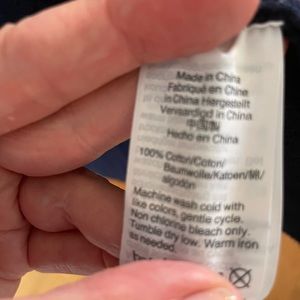 Made in China
Fabriqué en Chine
in China Hergestellt
Vervaardigd in China
中国制
Hecho en China
100% Cotton/Coton/
Baumwolle/Katoen/棉/
algodón
Machine wash cold with
like colors, gentle cycle.
Non chlorine bleach only.
Tumble dry low. Warm iron
as needed.